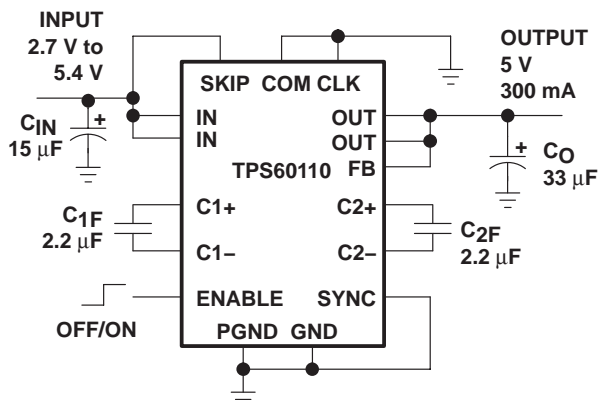 INPUT
2.7 V to
5.4 V
OUTPUT
5 V
300 mA
SKIP COM CLK
IN
OUT
IN
OUT
TPS60110 FB
CIN
+
15 µF
+
CO
33 µF
C1F
2.2 µF
C1+
C2+
C1−
C2−
C2F
2.2 µF
ENABLE SYNC
OFF/ON
PGND GND